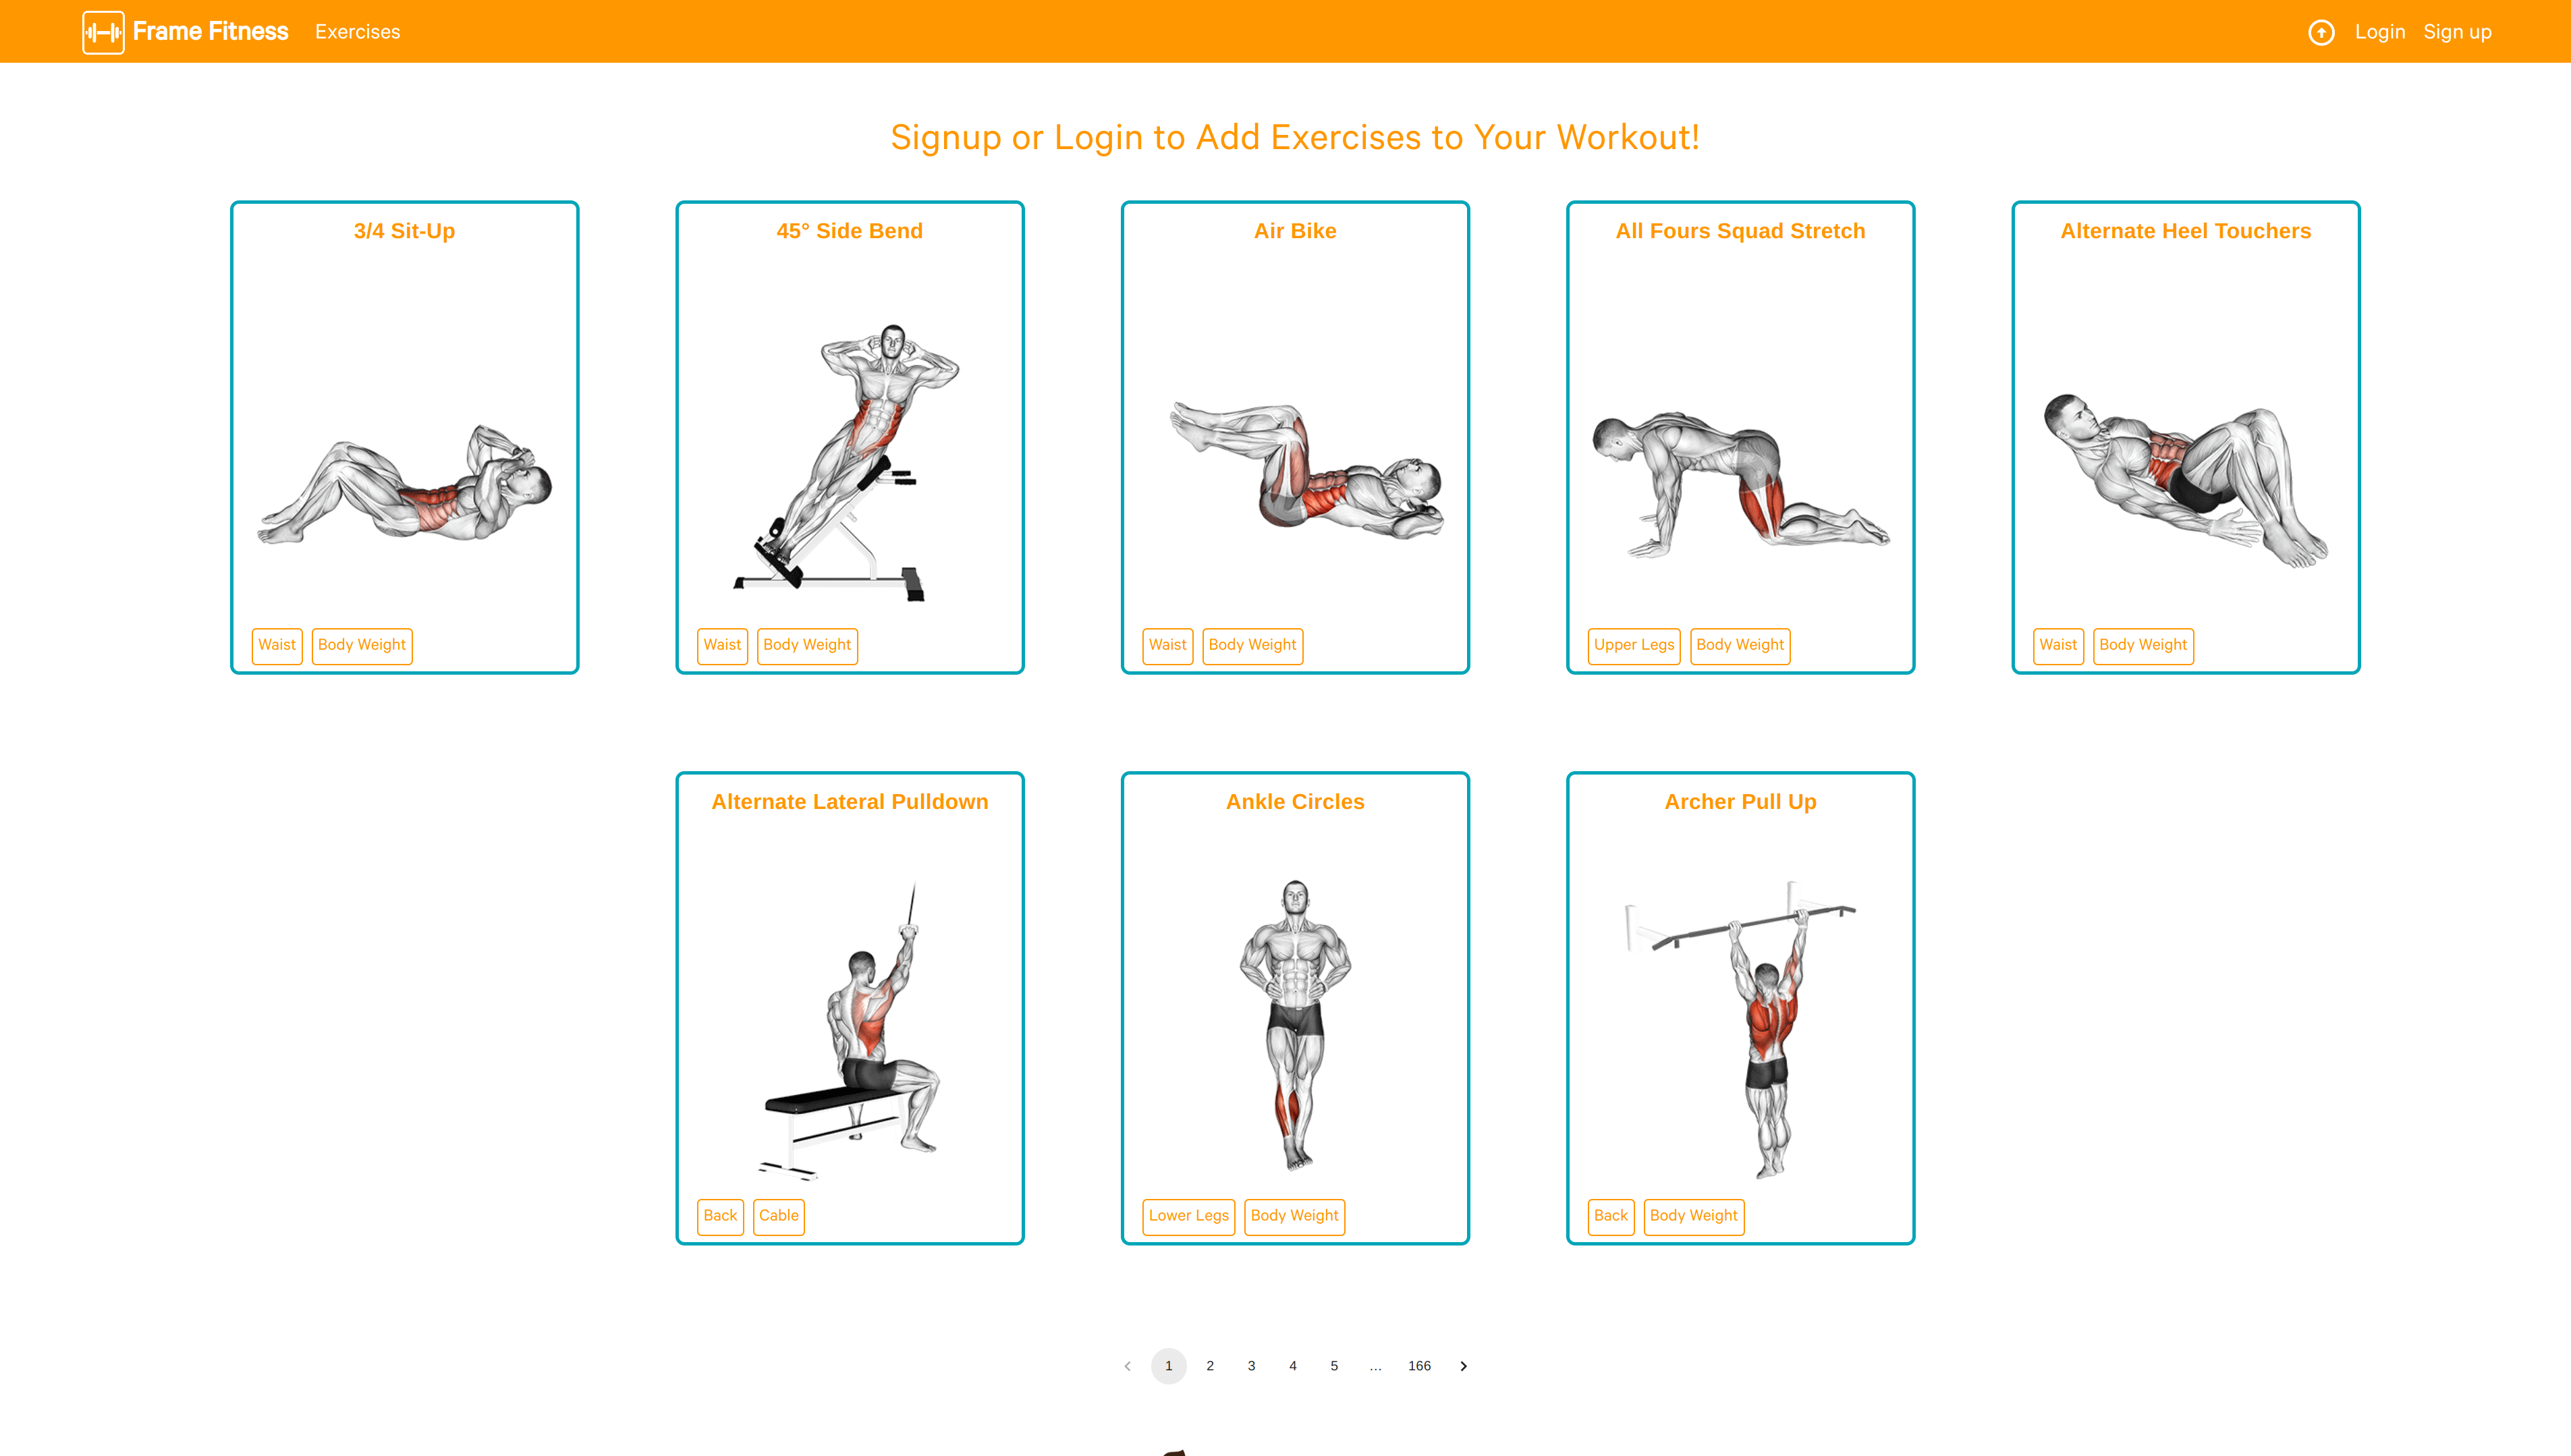 Frame Fitness Exercises Login Sign up
Signup or Login to Add Exercises to Your Workout!
3/4 Sit-Up
Waist Body Weight
45° Side Bend
Waist Body Weight
Air Bike
Waist Body Weight
All Fours Squad Stretch
Upper Legs Body Weight
Alternate Heel Touchers
Waist Body Weight
Alternate Lateral Pulldown
Back Cable
Ankle Circles
Lower Legs Body Weight
Archer Pull Up
Back Body Weight
1 2 3 4 5 … 166